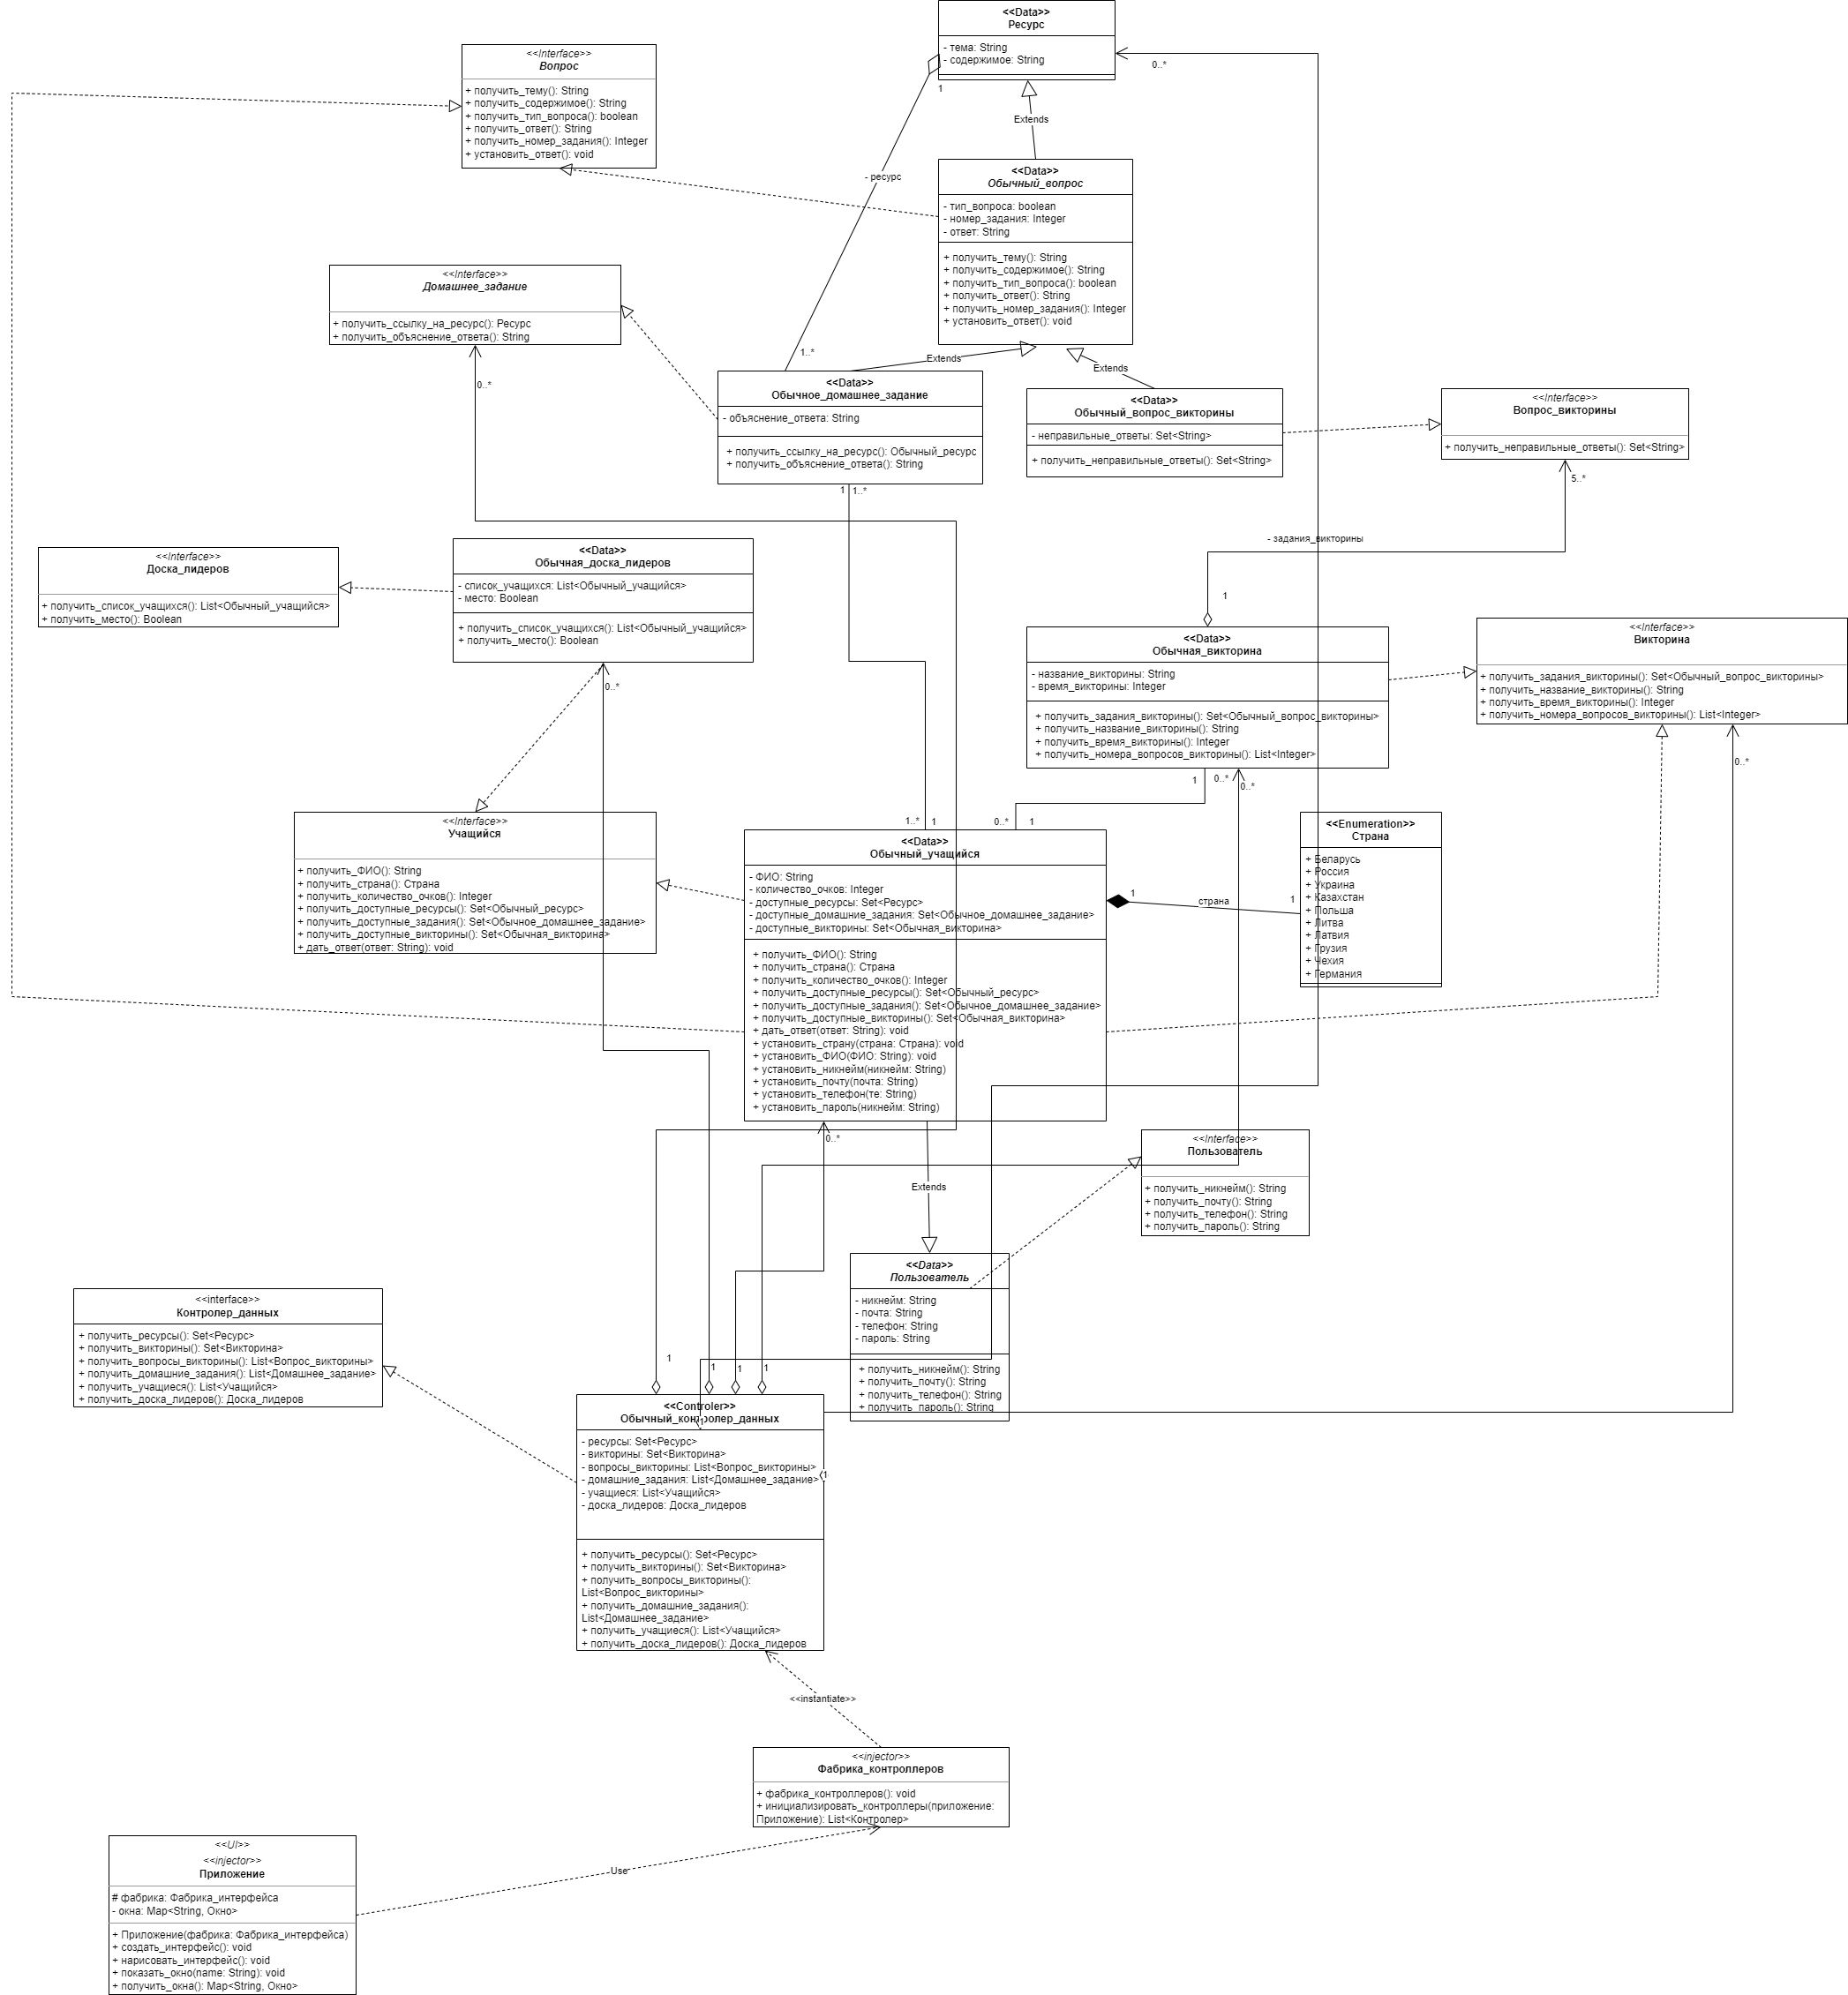 <<Data>>
Ресурс
- тема: String
- содержимое: String
1
0..*
Extends
<<Interface>>
Вопрос
+ получить_тему(): String
+ получить_содержимое(): String
+ получить_тип_вопроса(): boolean
+ получить_ответ(): String
+ получить_номер_задания(): Integer
+ установить_ответ(): void
- ресурс
<<Data>>
Обычный_вопрос
- тип_вопроса: boolean
- номер_задания: Integer
- ответ: String
+ получить_тему(): String
+ получить_содержимое(): String
+ получить_тип_вопроса(): boolean
+ получить_ответ(): String
+ получить_номер_задания(): Integer
+ установить_ответ(): void
<<Interface>>
Домашнее_задание
+ получить_ссылку_на_ресурс(): Ресурс
+ получить_объяснение_ответа(): String
0..*
1..*
Extends
Extends
<<Data>>
Обычное_домашнее_задание
- объяснение_ответа: String
+ получить_ссылку_на_ресурс(): Обычный_ресурс
+ получить_объяснение_ответа(): String
1
1..*
<<Data>>
Обычный_вопрос_викторины
- неправильные_ответы: Set<String>
+ получить_неправильные_ответы(): Set<String>
<<Interface>>
Вопрос_викторины
+ получить_неправильные_ответы(): Set<String>
5..*
- задания_викторины
1
<<Interface>>
Доска_лидеров
+ получить_список_учащихся(): List<Обычный_учащийся>
+ получить_место(): Boolean
<<Data>>
Обычная_доска_лидеров
- список_учащихся: List<Обычный_учащийся>
- место: Boolean
+ получить_список_учащихся(): List<Обычный_учащийся>
+ получить_место(): Boolean
0..*
<<Data>>
Обычная_викторина
- название_викторины: String
- время_викторины: Integer
+ получить_задания_викторины(): Set<Обычный_вопрос_викторины>
+ получить_название_викторины(): String
+ получить_время_викторины(): Integer
+ получить_номера_вопросов_викторины(): List<Integer>
1
0..*
0..*
<<Interface>>
Викторина
+ получить_задания_викторины(): Set<Обычный_вопрос_викторины>
+ получить_название_викторины(): String
+ получить_время_викторины(): Integer
+ получить_номера_вопросов_викторины(): List<Integer>
0..*
<<Interface>>
Учащийся
+ получить_ФИО(): String
+ получить_страна(): Страна
+ получить_количество_очков(): Integer
+ получить_доступные_ресурсы(): Set<Обычный_ресурс>
+ получить_доступные_задания(): Set<Обычное_домашнее_задание>
+ получить_доступные_викторины(): Set<Обычная_викторина>
+ дать_ответ(ответ: String): void
1..*
1
0..*
1
<<Data>>
Обычный_учащийся
- ФИО: String
- количество_очков: Integer
- доступные_ресурсы: Set<Ресурс>
- доступные_домашние_задания: Set<Обычное_домашнее_задание>
- доступные_викторины: Set<Обычная_викторина>
+ получить_ФИО(): String
+ получить_страна(): Страна
+ получить_количество_очков(): Integer
+ получить_доступные_ресурсы(): Set<Обычный_ресурс>
+ получить_доступные_задания(): Set<Обычное_домашнее_задание>
+ получить_доступные_викторины(): Set<Обычная_викторина>
+ дать_ответ(ответ: String): void
+ установить_страну(страна: Страна): void
+ установить_ФИО(ФИО: String): void
+ установить_никнейм(никнейм: String)
+ установить_почту(почта: String)
+ установить_телефон(те: String)
+ установить_пароль(никнейм: String)
1
страна
1
<<Enumeration>>
Страна
+ Беларусь
+ Россия
+ Украина
+ Казахстан
+ Польша
+ Литва
+ Латвия
+ Грузия
+ Чехия
+ Германия
0..*
Extends
<<Interface>>
Пользователь
+ получить_никнейм(): String
+ получить_почту(): String
+ получить_телефон(): String
+ получить_пароль(): String
<<Data>>
Пользователь
- никнейм: String
- почта: String
- телефон: String
- пароль: String
+ получить_никнейм(): String
+ получить_почту(): String
+ получить_телефон(): String
+ получить_пароль(): String
<<interface>>
Контролер_данных
+ получить_ресурсы(): Set<Ресурс>
+ получить_викторины(): Set<Викторина>
+ получить_вопросы_викторины(): List<Вопрос_викторины>
+ получить_домашние_задания(): List<Домашнее_задание>
+ получить_учащиеся(): List<Учащийся>
+ получить_доска_лидеров(): Доска_лидеров
1
1
1
1
<<Controler>>
Обычный_контролер_данных
1
- ресурсы: Set<Ресурс>
- викторины: Set<Викторина>
- вопросы_викторины: List<Вопрос_викторины>
- домашние_задания: List<Домашнее_задание>
- учащиеся: List<Учащийся>
- доска_лидеров: Доска_лидеров
1
+ получить_ресурсы(): Set<Ресурс>
+ получить_викторины(): Set<Викторина>
+ получить_вопросы_викторины():
List<Вопрос_викторины>
+ получить_домашние_задания():
List<Домашнее_задание>
+ получить_учащиеся(): List<Учащийся>
+ получить_доска_лидеров(): Доска_лидеров
<<instantiate>>
<<injector>>
Фабрика_контроллеров
+ фабрика_контроллеров(): void
+ инициализировать_контроллеры(приложение:
Приложение): List<Контролер>
Use
<<UI>>
<<injector>>
Приложение
# фабрика: Фабрика_интерфейса
- окна: Map<String, Окно>
+ Приложение(фабрика: Фабрика_интерфейса)
+ создать_интерфейс(): void
+ нарисовать_интерфейс(): void
+ показать_окно(name: String): void
+ получить_окна(): Map<String, Окно>